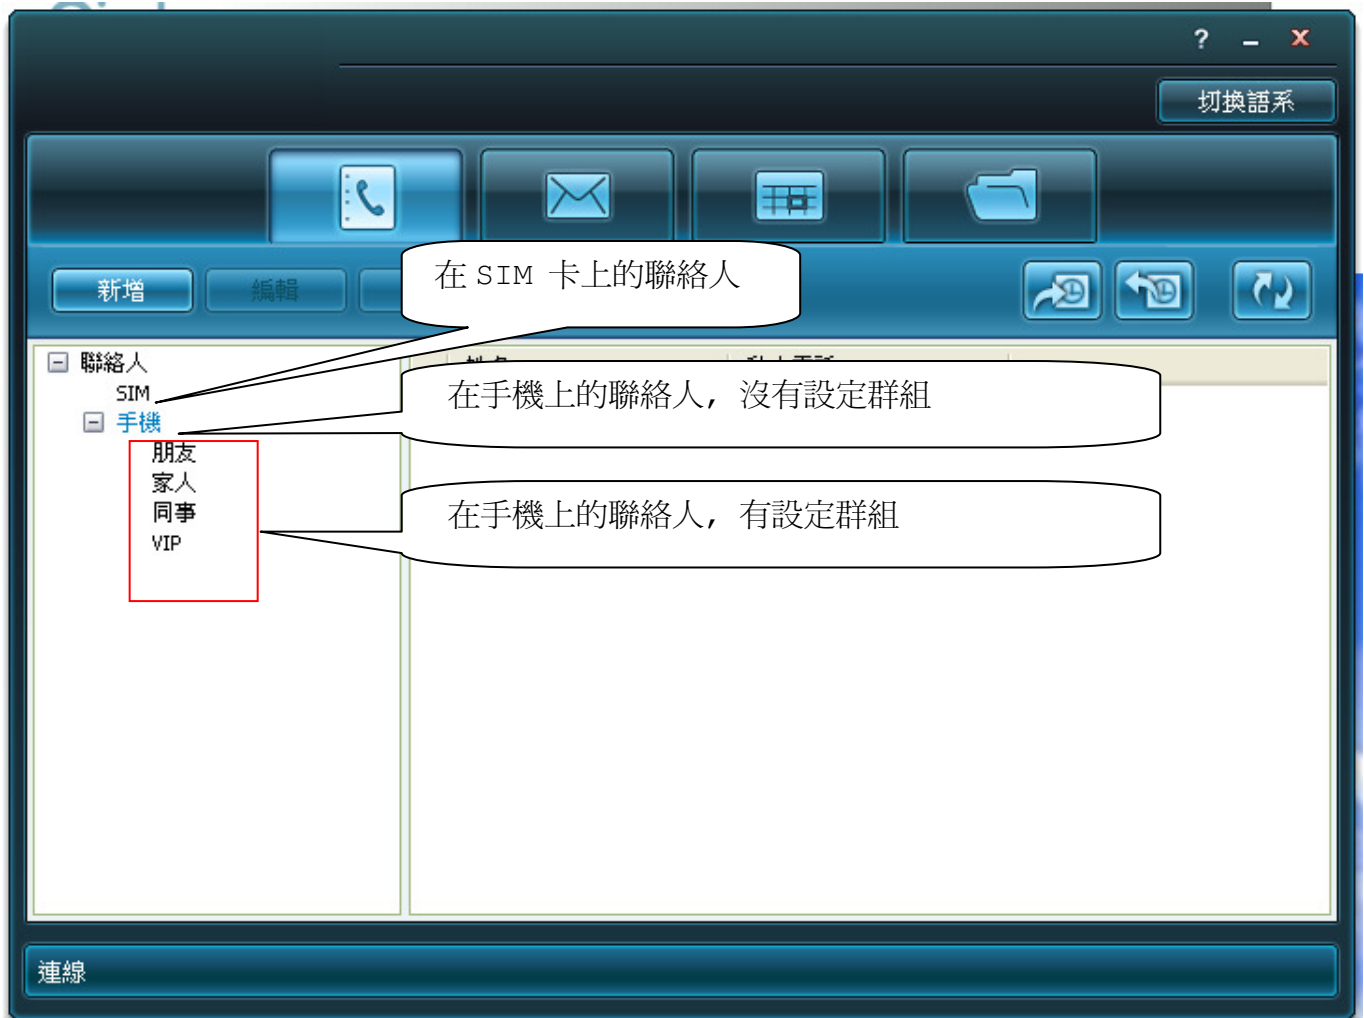 ?
切換語系
新增
編輯
在 SIM 卡上的聯絡人
聯絡人
SIM
在手機上的聯絡人, 沒有設定群組
手機
朋友
家人
同事
在手機上的聯絡人, 有設定群組
VIP
連線